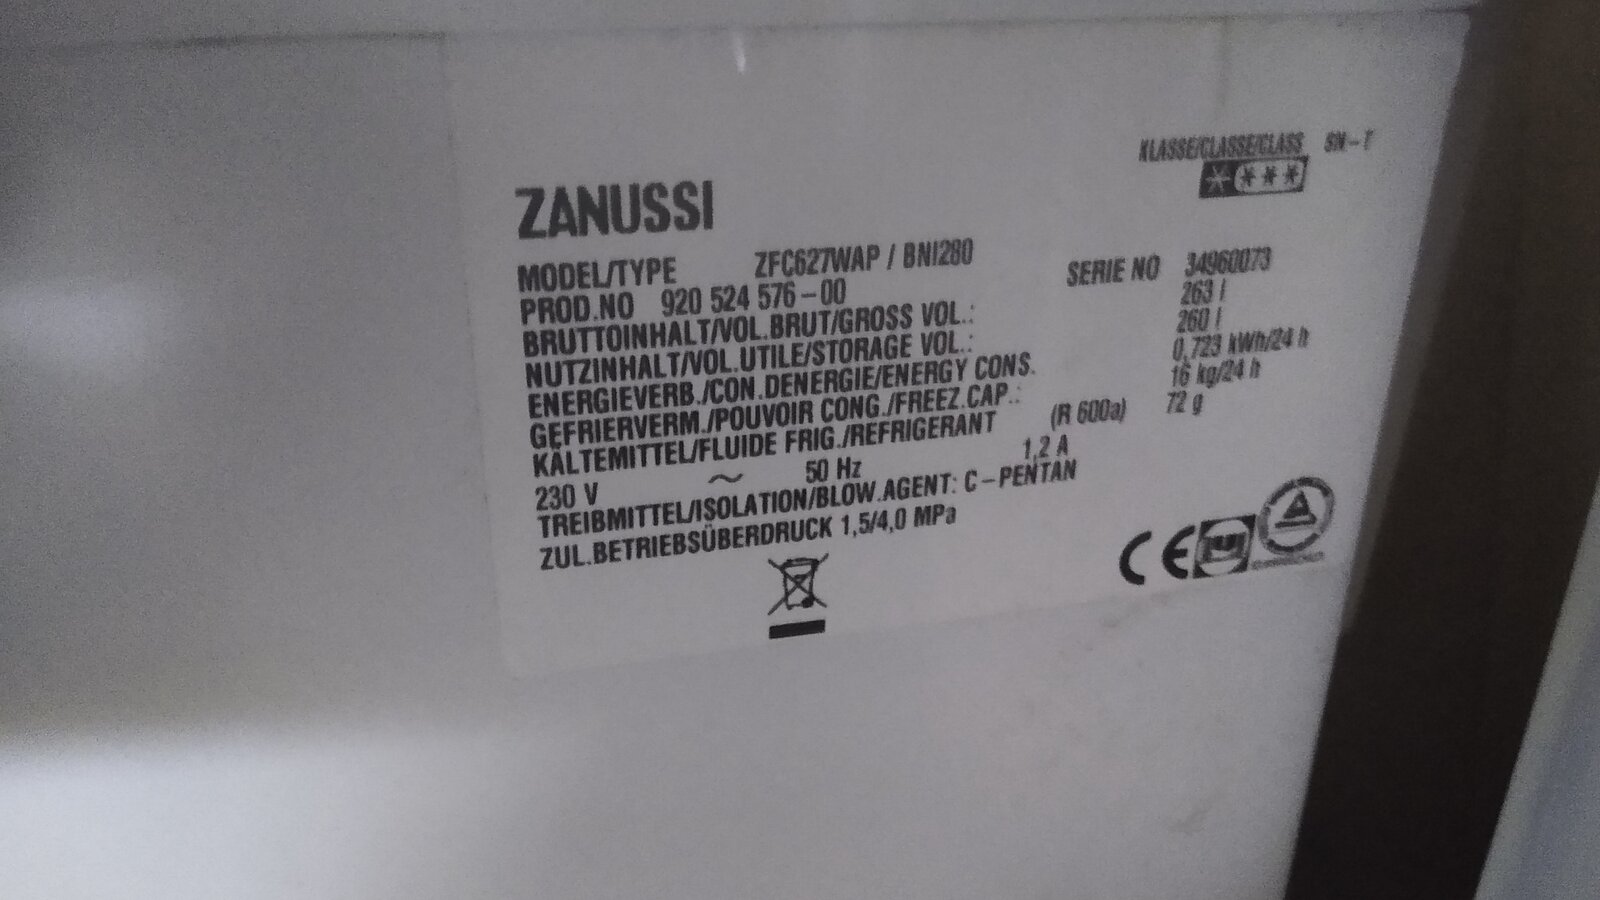 KLASSE/CLASSE/CLASS SN-T
ZANUSSI
MODEL/TYPE ZFC627WAP / BNI280 SERIE NO 34960073
PROD.NO 920 524 576-00
BRUTTOINHALT/VOL.BRUT/GROSS VOL.: 263 l
NUTZINHALT/VOL.UTILE/STORAGE VOL.: 260 l
ENERGIEVERB./CON.DENERGIE/ENERGY CONS. 0,723 kWh/24 h
GEFRIERVERM./POUVOIR CONG./FREEZ.CAP.: 16 kg/24 h
KÄLTEMITTEL/FLUIDE FRIG./REFRIGERANT (R 600a) 72 g
230 V ~ 50 Hz 1,2 A
TREIBMITTEL/ISOLATION/BLOW.AGENT: C-PENTAN
ZUL.BETRIEBSÜBERDRUCK 1,5/4,0 MPa
CE